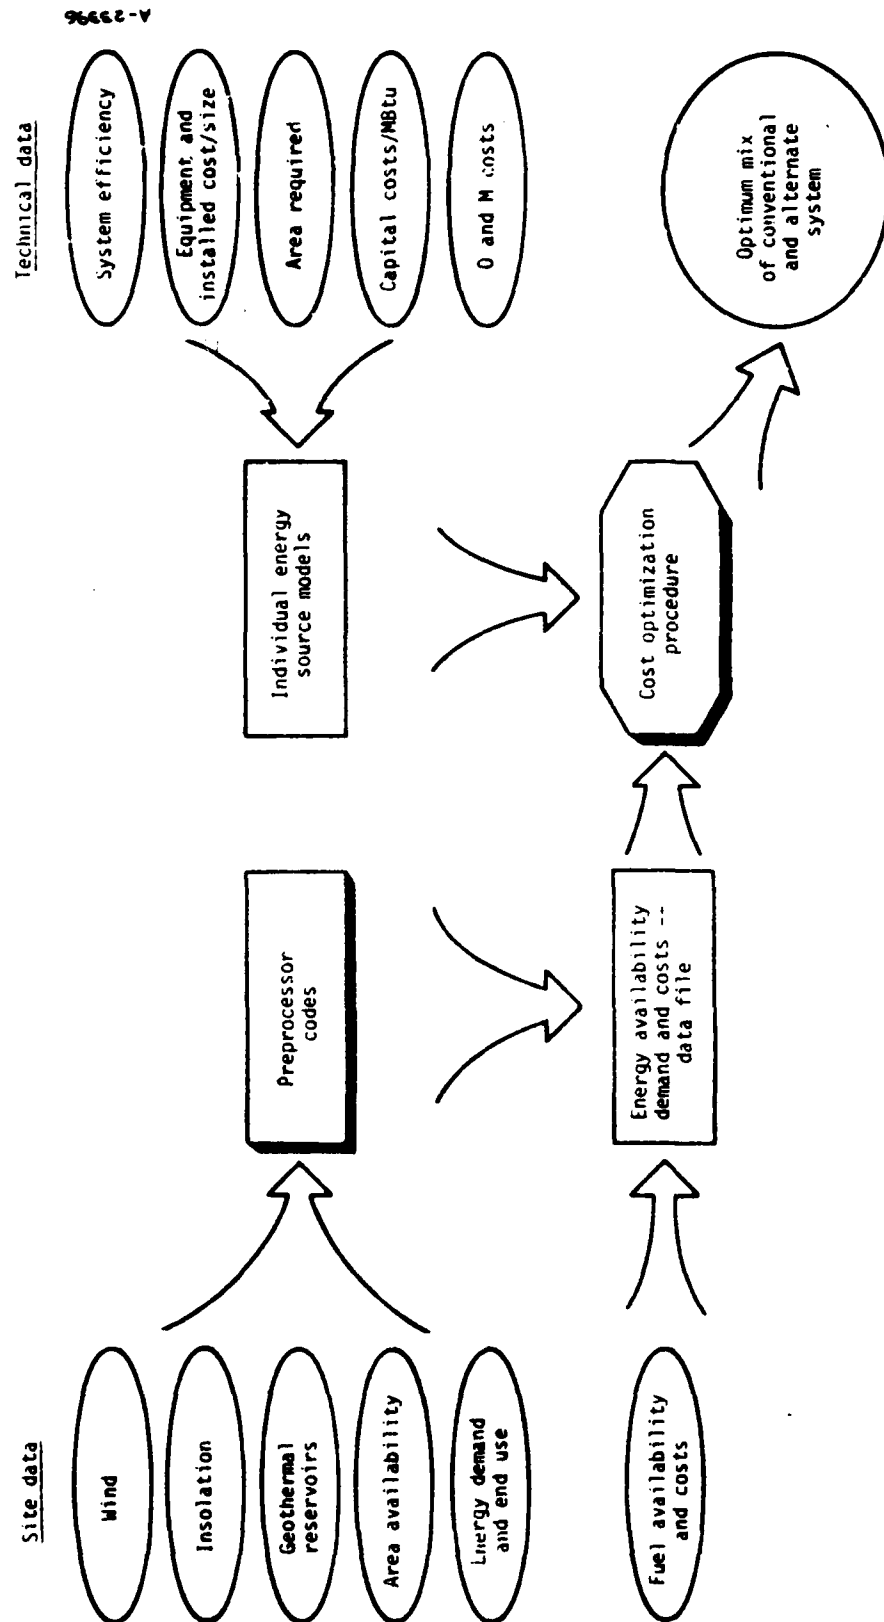 Site data
Wind
Insolation
Geothermal
reservoirs
Area availability
Energy demand
and end use
Fuel availability
and costs
Preprocessor
codes
Energy availability
demand and costs --
data file
Individual energy
source models
Cost optimization
procedure
Technical data
System efficiency
Equipment and
installed cost/size
Area required
Capital costs/MBtu
O and M costs
Optimum mix
of conventional
and alternate
system
A-23996